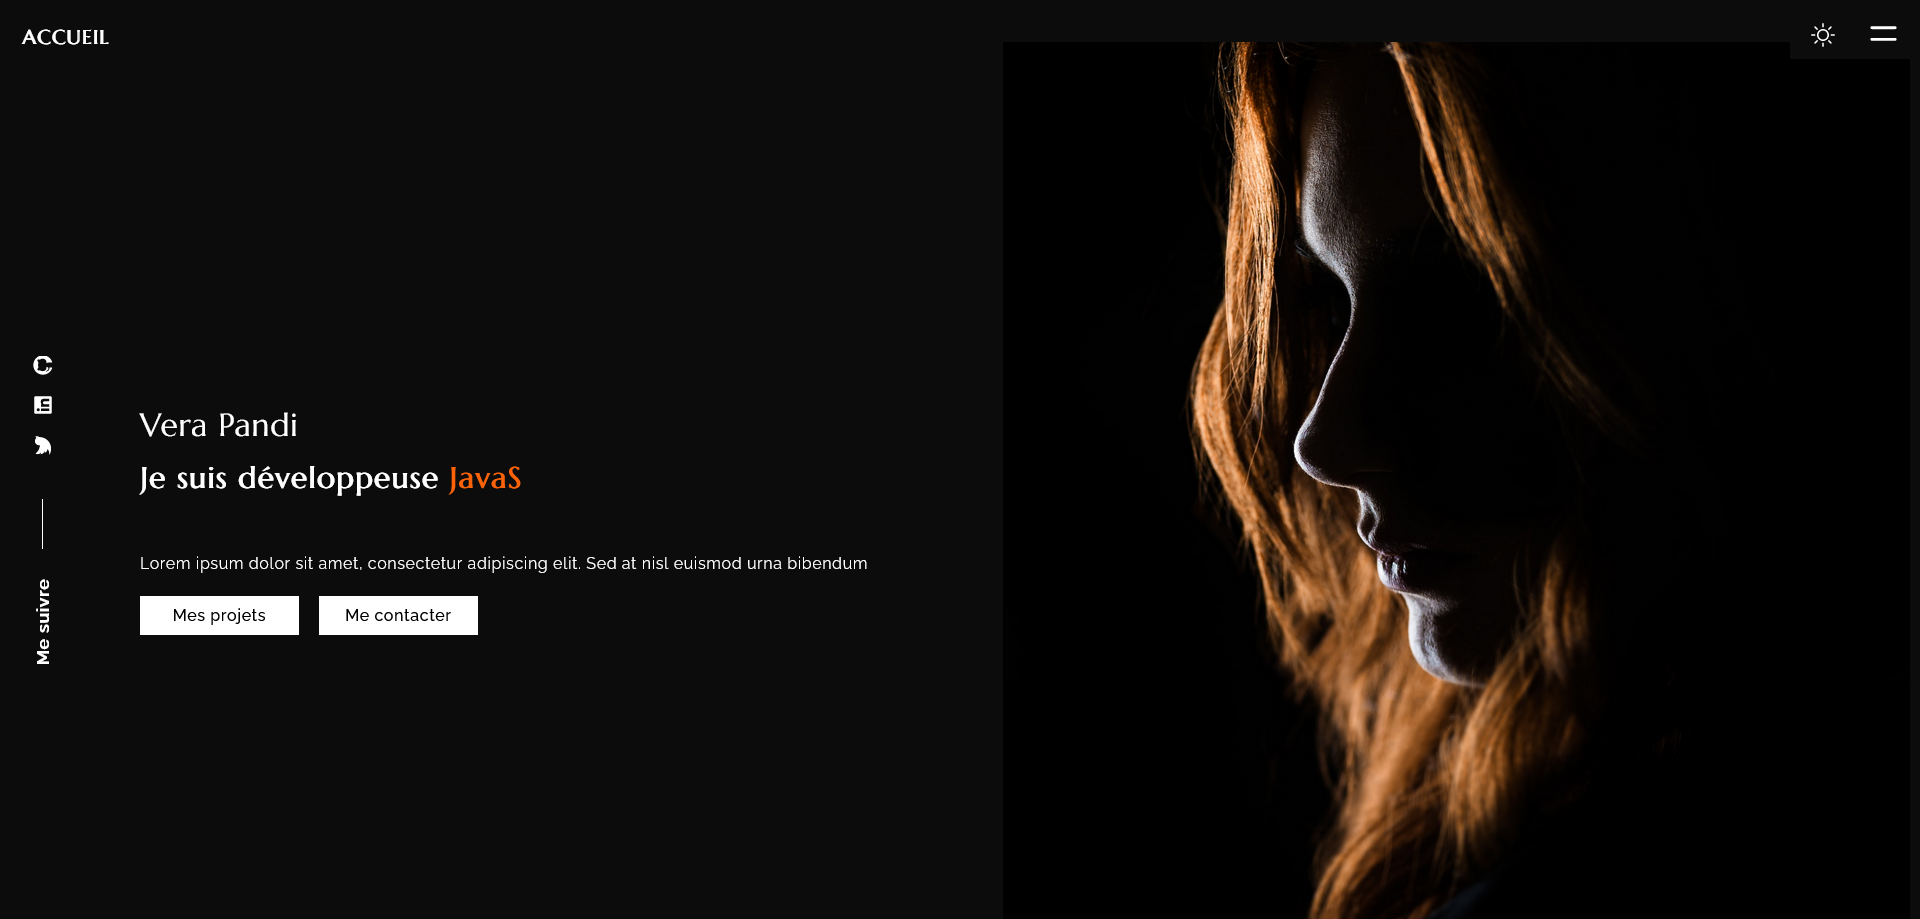 ACCUEIL
Vera Pandi
Je suis développeuse JavaS
Lorem ipsum dolor sit amet, consectetur adipiscing elit. Sed at nisl euismod urna bibendum
Mes projets
Me contacter
Me suivre